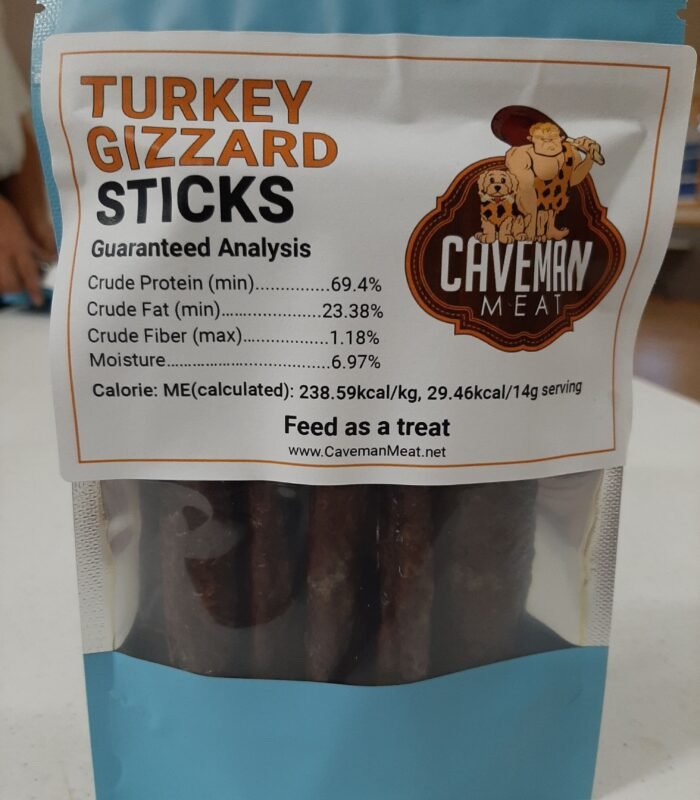 TURKEY
GIZZARD
STICKS
Guaranteed Analysis
Crude Protein (min)..............69.4%
Crude Fat (min)....................23.38%
Crude Fiber (max)................1.18%
Moisture...............................6.97%
Calorie: ME(calculated): 238.59kcal/kg, 29.46kcal/14g serving
Feed as a treat
www.CavemanMeat.net
CAVEMAN
MEAT